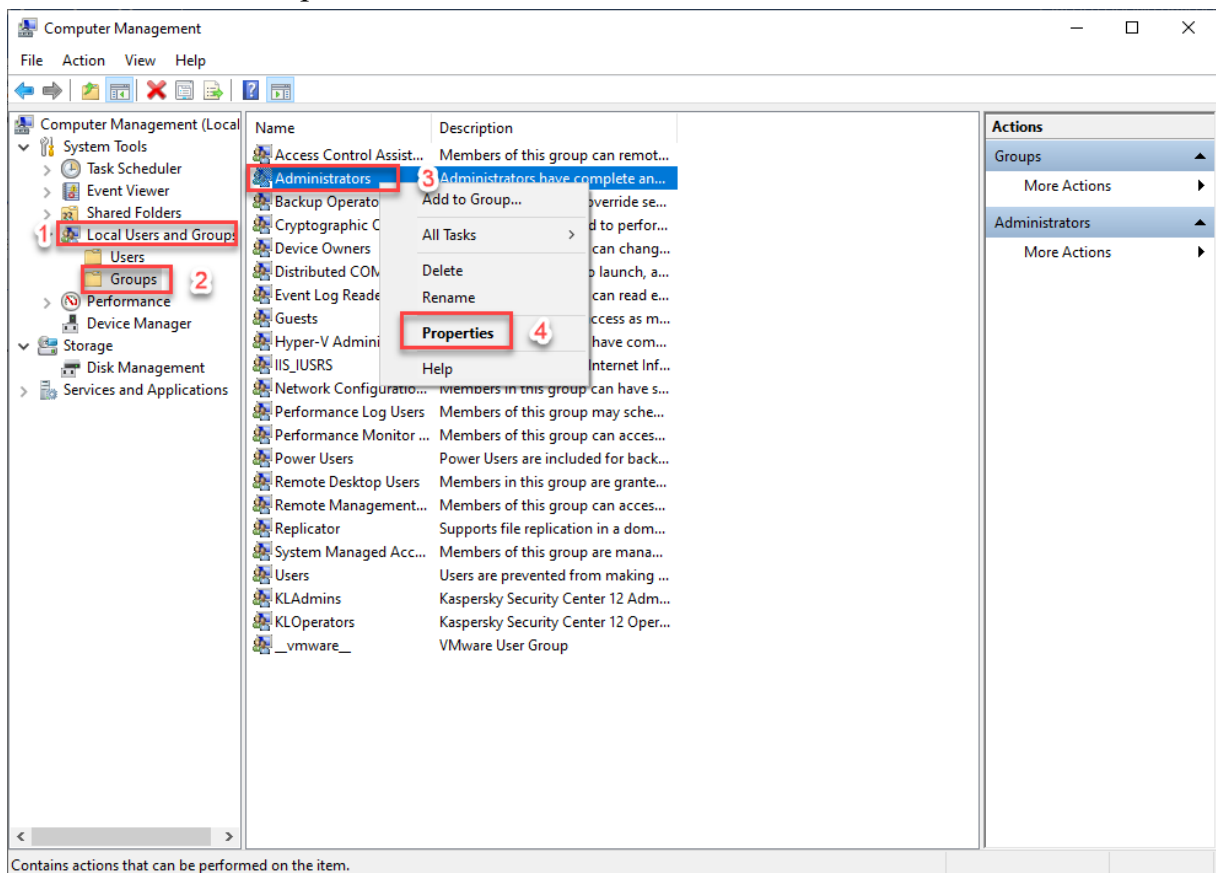 Computer Management
File Action View Help
Computer Management (Local
System Tools
Task Scheduler
Event Viewer
Shared Folders
1 Local Users and Groups
Users
Groups 2
Performance
Device Manager
Storage
Disk Management
Services and Applications
Name Description
Access Control Assist... Members of this group can remot...
Administrators 3 Administrators have complete an...
Backup Operato override se...
Cryptographic C d to perfor...
Device Owners can chang...
Distributed COM launch, a...
Event Log Reade can read e...
Guests ccess as m...
Hyper-V Admini have com...
IIS_IUSRS Internet Inf...
Network Configuratio... Members in this group can have s...
Performance Log Users Members of this group may sche...
Performance Monitor ... Members of this group can acces...
Power Users Power Users are included for back...
Remote Desktop Users Members in this group are grante...
Remote Management... Members of this group can acces...
Replicator Supports file replication in a dom...
System Managed Acc... Members of this group are mana...
Users Users are prevented from making ...
KLAdmins Kaspersky Security Center 12 Adm...
KLOperators Kaspersky Security Center 12 Oper...
__vmware__ VMware User Group
Add to Group...
All Tasks >
Delete
Rename
Properties 4
Help
Actions
Groups
More Actions
Administrators
More Actions
Contains actions that can be performed on the item.